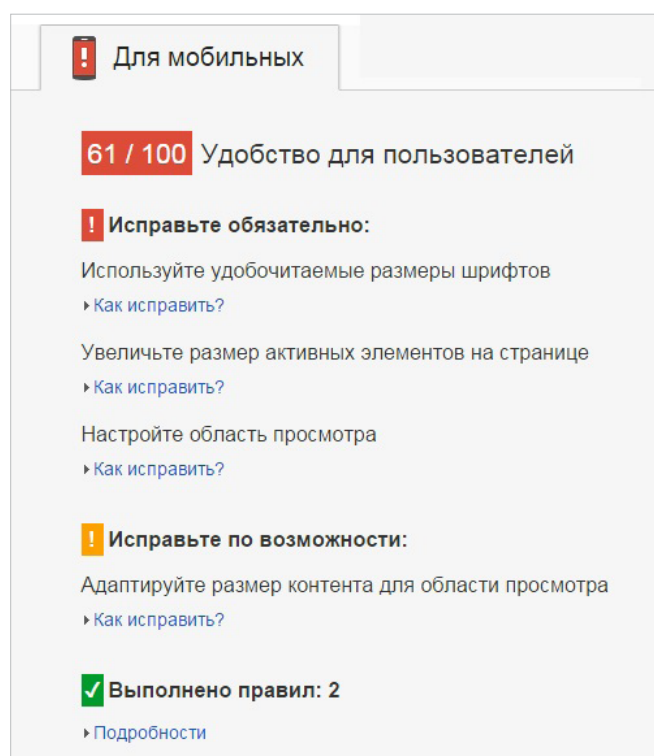 Для мобильных
61 / 100 Удобство для пользователей
! Исправьте обязательно:
Используйте удобочитаемые размеры шрифтов
Как исправить?
Увеличьте размер активных элементов на странице
Как исправить?
Настройте область просмотра
Как исправить?
! Исправьте по возможности:
Адаптируйте размер контента для области просмотра
Как исправить?
Выполнено правил: 2
Подробности